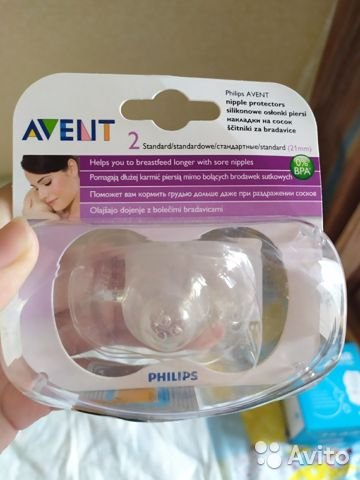 AVENT
Philips AVENT
nipple protectors
silikonowe osłonki piersi
накладки на сосок
ščitniki za bradavice
2 Standard/standardowe/стандартные/standard (21mm)
Helps you to breastfeed longer with sore nipples
Pomagają dłużej karmić piersią mimo bolących brodawek sutkowych
Поможет вам кормить грудью дольше даже при раздражении сосков
Olajšajo dojenje z bolečimi bradavicami
0%
BPA
PHILIPS
Avito